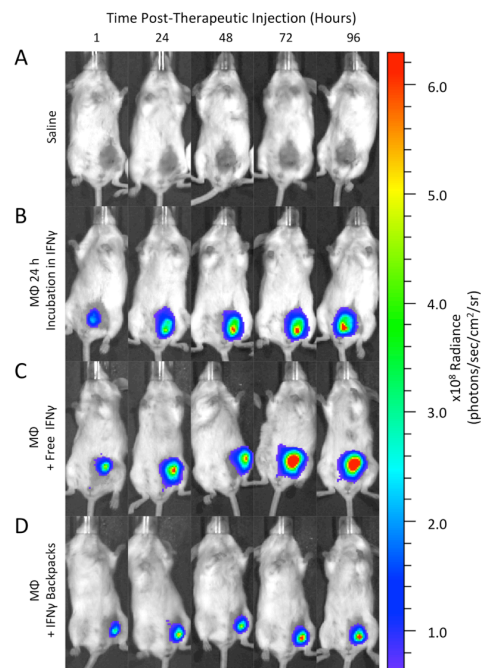 Time Post-Therapeutic Injection (Hours)
1 24 48 72 96
A
Saline
B
MΦ 24 h
Incubation in IFNγ
C
MΦ
+ Free IFNγ
D
MΦ
+ IFNγ Backpacks
6.0
5.0
4.0
3.0
2.0
1.0
x10⁸ Radiance
(photons/sec/cm²/sr)